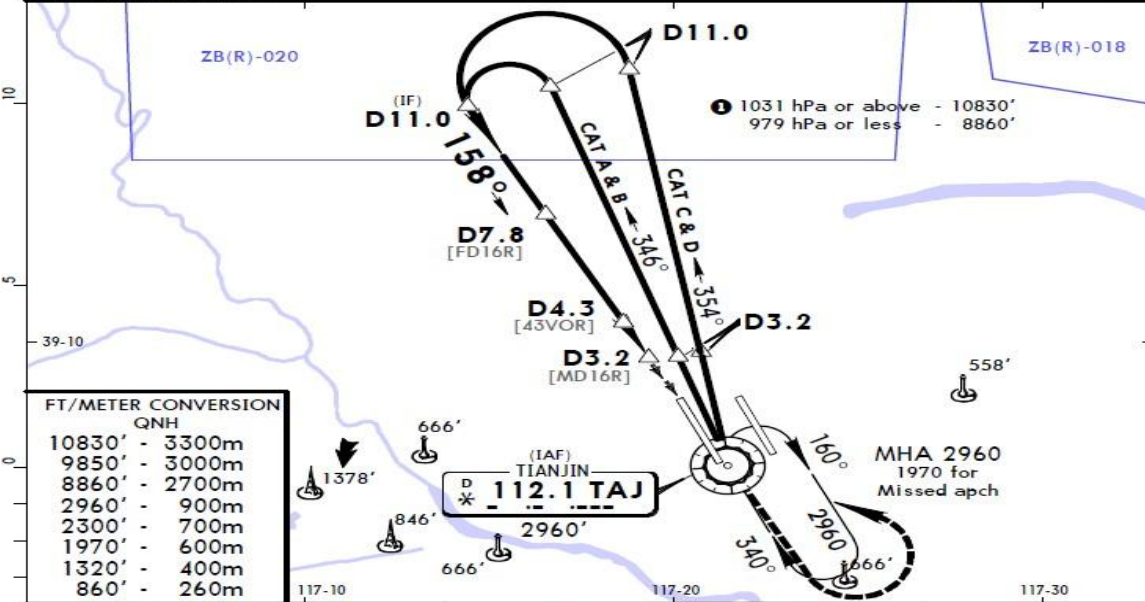 ZB(R)-020
D11.0
ZB(R)-018
10
(IF)
D11.0
❶ 1031 hPa or above - 10830'
979 hPa or less - 8860'
158°
CAT A & B
346°
CAT C & D
354°
D7.8
[FD16R]
5
D4.3
[43VOR]
D3.2
39-10
D3.2
[MD16R]
558'
FT/METER CONVERSION
QNH
10830' - 3300m
9850' - 3000m
8860' - 2700m
2960' - 900m
2300' - 700m
1970' - 600m
1320' - 400m
860' - 260m
666'
1378'
846'
666'
0
(IAF)
TIANJIN
D
* 112.1 TAJ
- .- .---
2960'
160°
MHA 2960
1970 for
Missed apch
2960
340°
666'
117-10
117-20
117-30